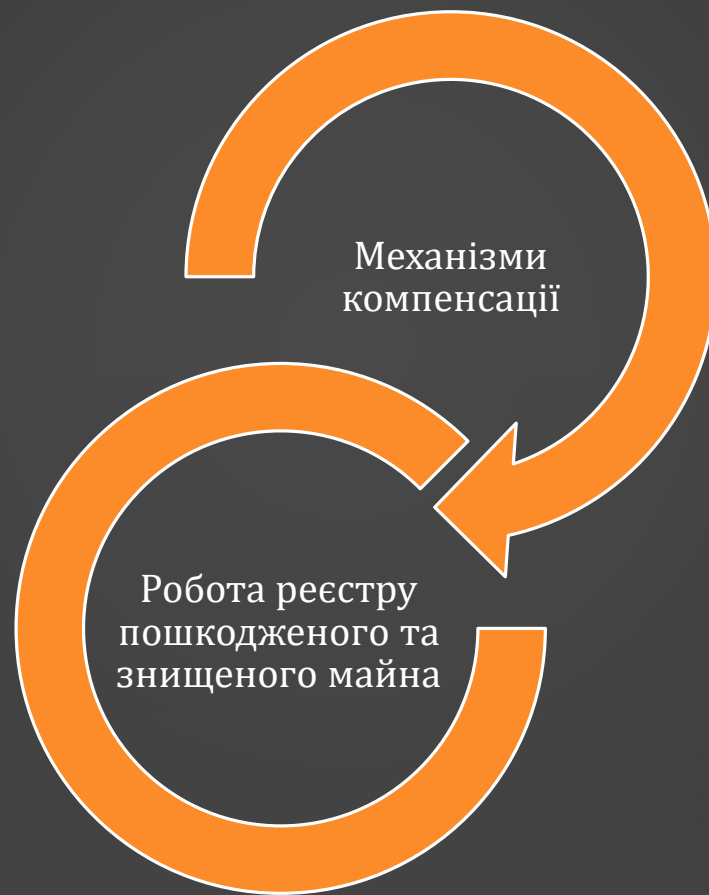 Механізми
компенсації
Робота реєстру
пошкодженого та
знищеного майна